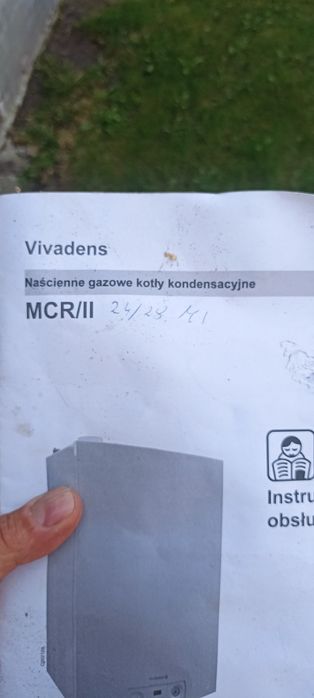 Vivadens
Naścienne gazowe kotły kondensacyjne
MCR/II 24/28 MI
Instru
obsłu